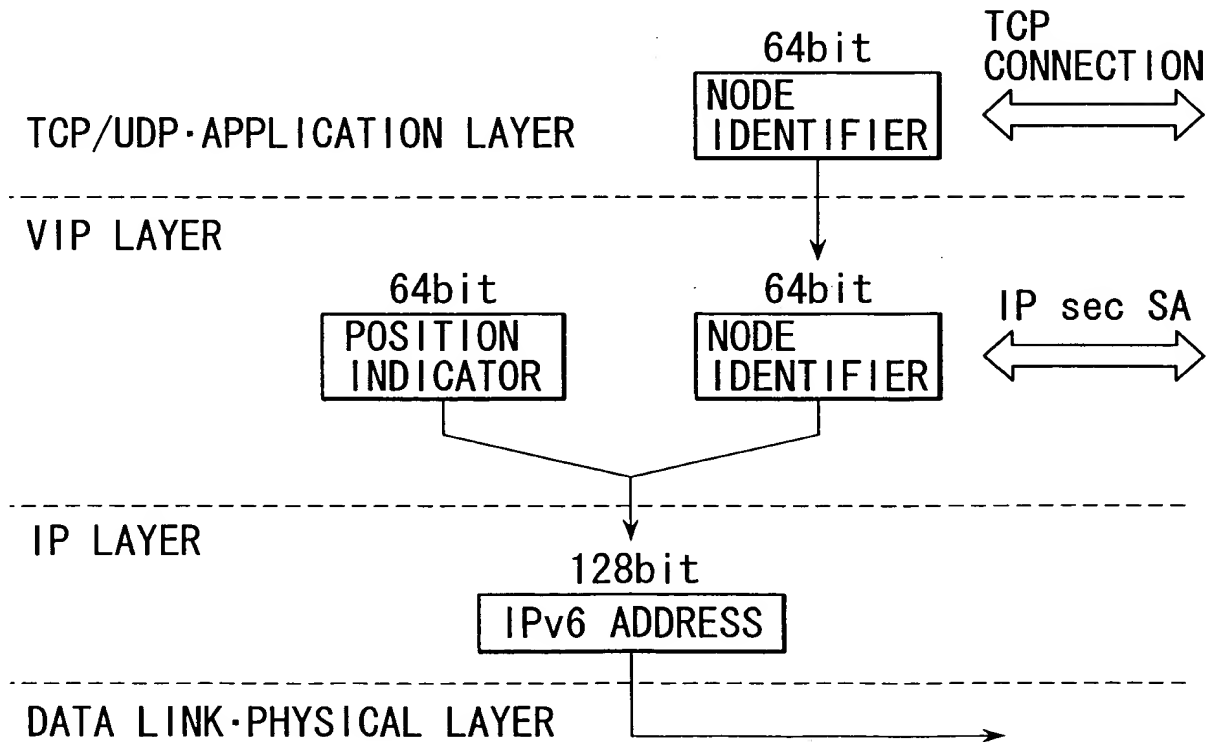 64bit
TCP
CONNECTION
NODE
IDENTIFIER
TCP/UDP·APPLICATION LAYER
VIP LAYER
64bit
64bit
POSITION
INDICATOR
NODE
IDENTIFIER
IP sec SA
IP LAYER
128bit
IPv6 ADDRESS
DATA LINK·PHYSICAL LAYER